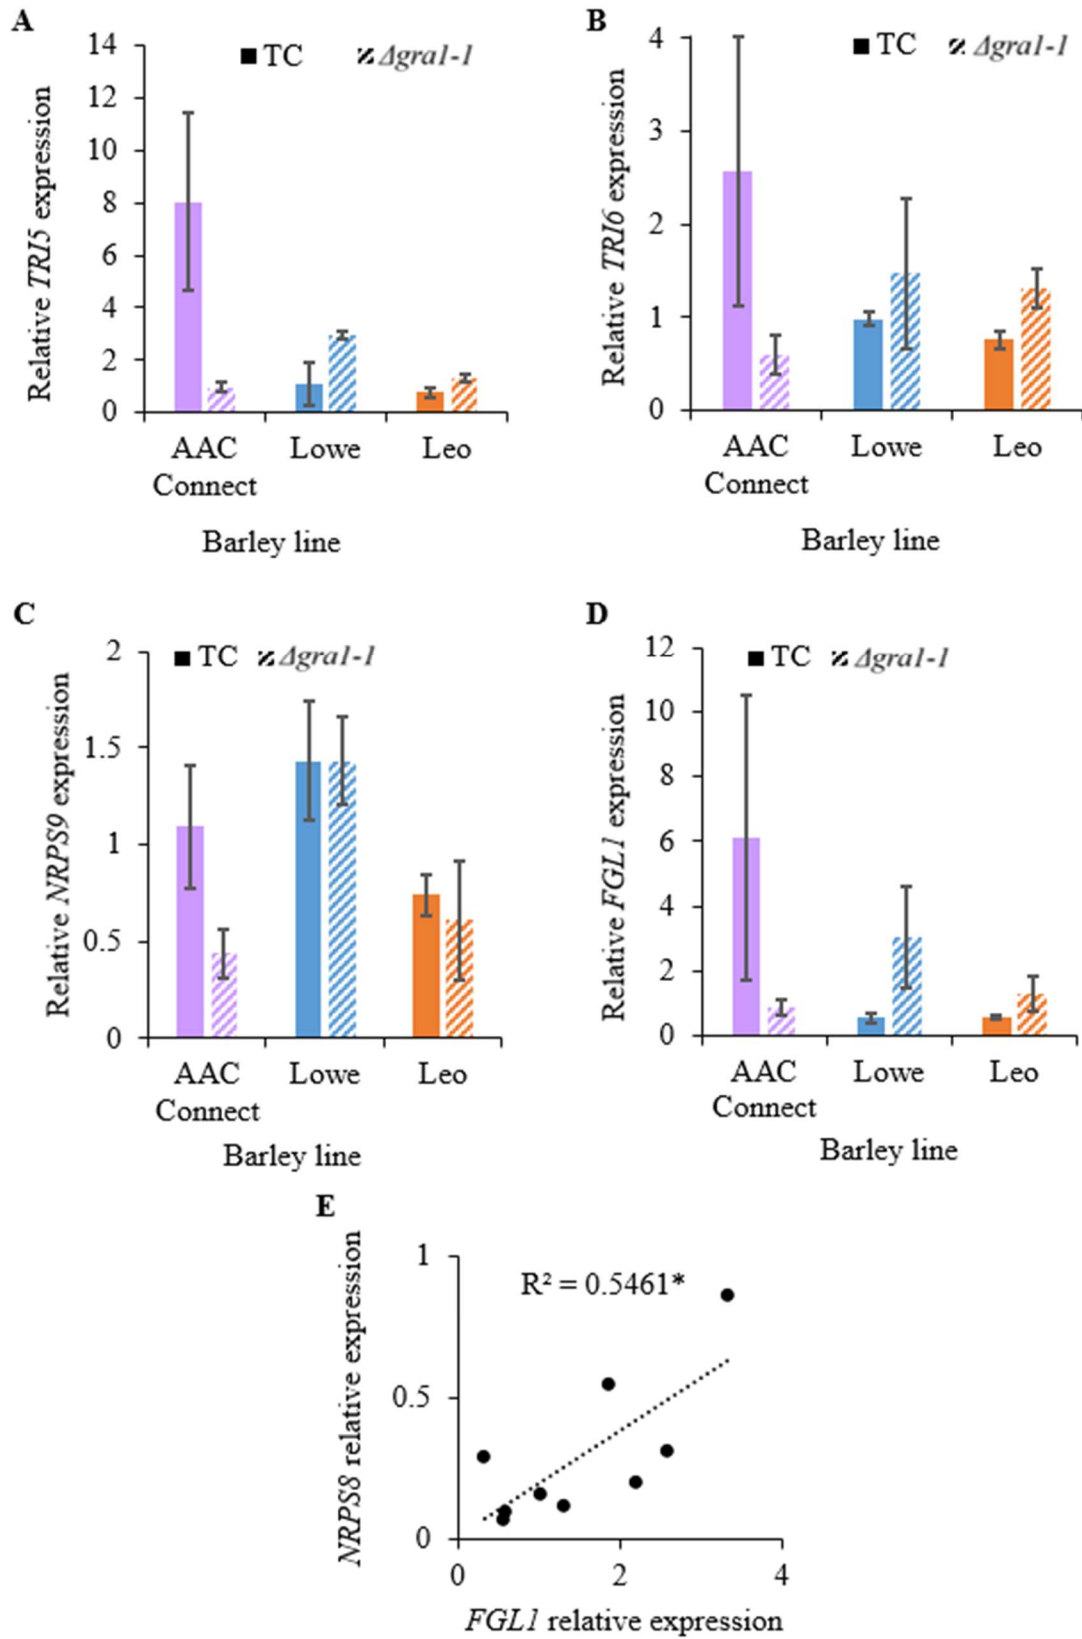 A
Relative TRI5 expression
14
12
10
8
6
4
2
0
TC Δgra1-1
AAC Connect
Lowe
Leo
Barley line
B
Relative TRI6 expression
4
3
2
1
0
TC Δgra1-1
AAC Connect
Lowe
Leo
Barley line
C
Relative NRPS9 expression
2
1.5
1
0.5
0
TC Δgra1-1
AAC Connect
Lowe
Leo
Barley line
D
Relative FGL1 expression
12
10
8
6
4
2
0
TC Δgra1-1
AAC Connect
Lowe
Leo
Barley line
E
NRPS8 relative expression
1
0.5
0
R² = 0.5461*
0 2 4
FGL1 relative expression